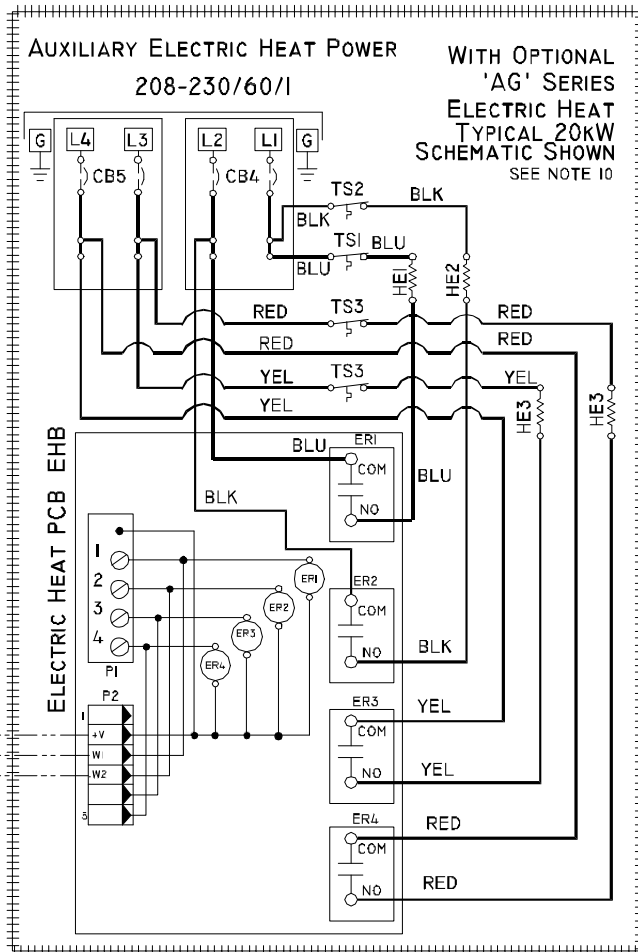 AUXILIARY ELECTRIC HEAT POWER
208-230/60/1
WITH OPTIONAL
'AG' SERIES
ELECTRIC HEAT
TYPICAL 20KW
SCHEMATIC SHOWN
SEE NOTE 10
G
L4
L3
L2
L1
G
CB5
CB4
TS2
BLK
BLK
TS1
BLU
BLU
HE1
HE2
RED
TS3
RED
RED
RED
YEL
TS3
YEL
YEL
HE3
HE3
ELECTRIC HEAT PCB EHB
BLU
ER1
COM
NO
BLU
BLK
1
2
3
4
P1
ER1
ER2
ER3
ER4
ER2
COM
NO
BLK
P2
1
+V
W1
W2
5
ER3
COM
NO
YEL
YEL
ER4
COM
NO
RED
RED